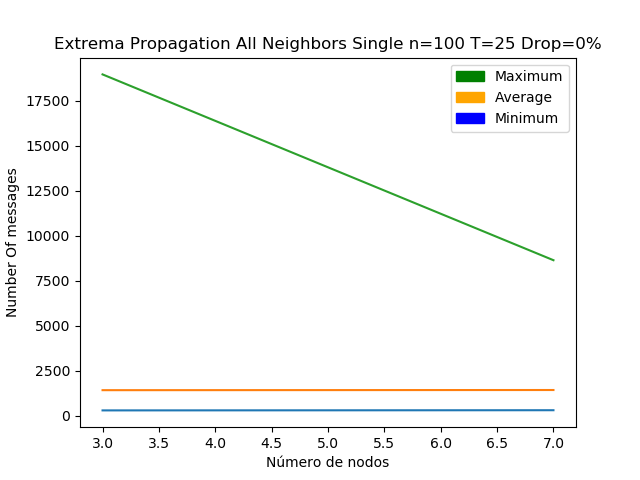 Extrema Propagation All Neighbors Single n=100 T=25 Drop=0%
Maximum
Average
Minimum
Number Of messages
17500
15000
12500
10000
7500
5000
2500
0
3.0 3.5 4.0 4.5 5.0 5.5 6.0 6.5 7.0
Número de nodos